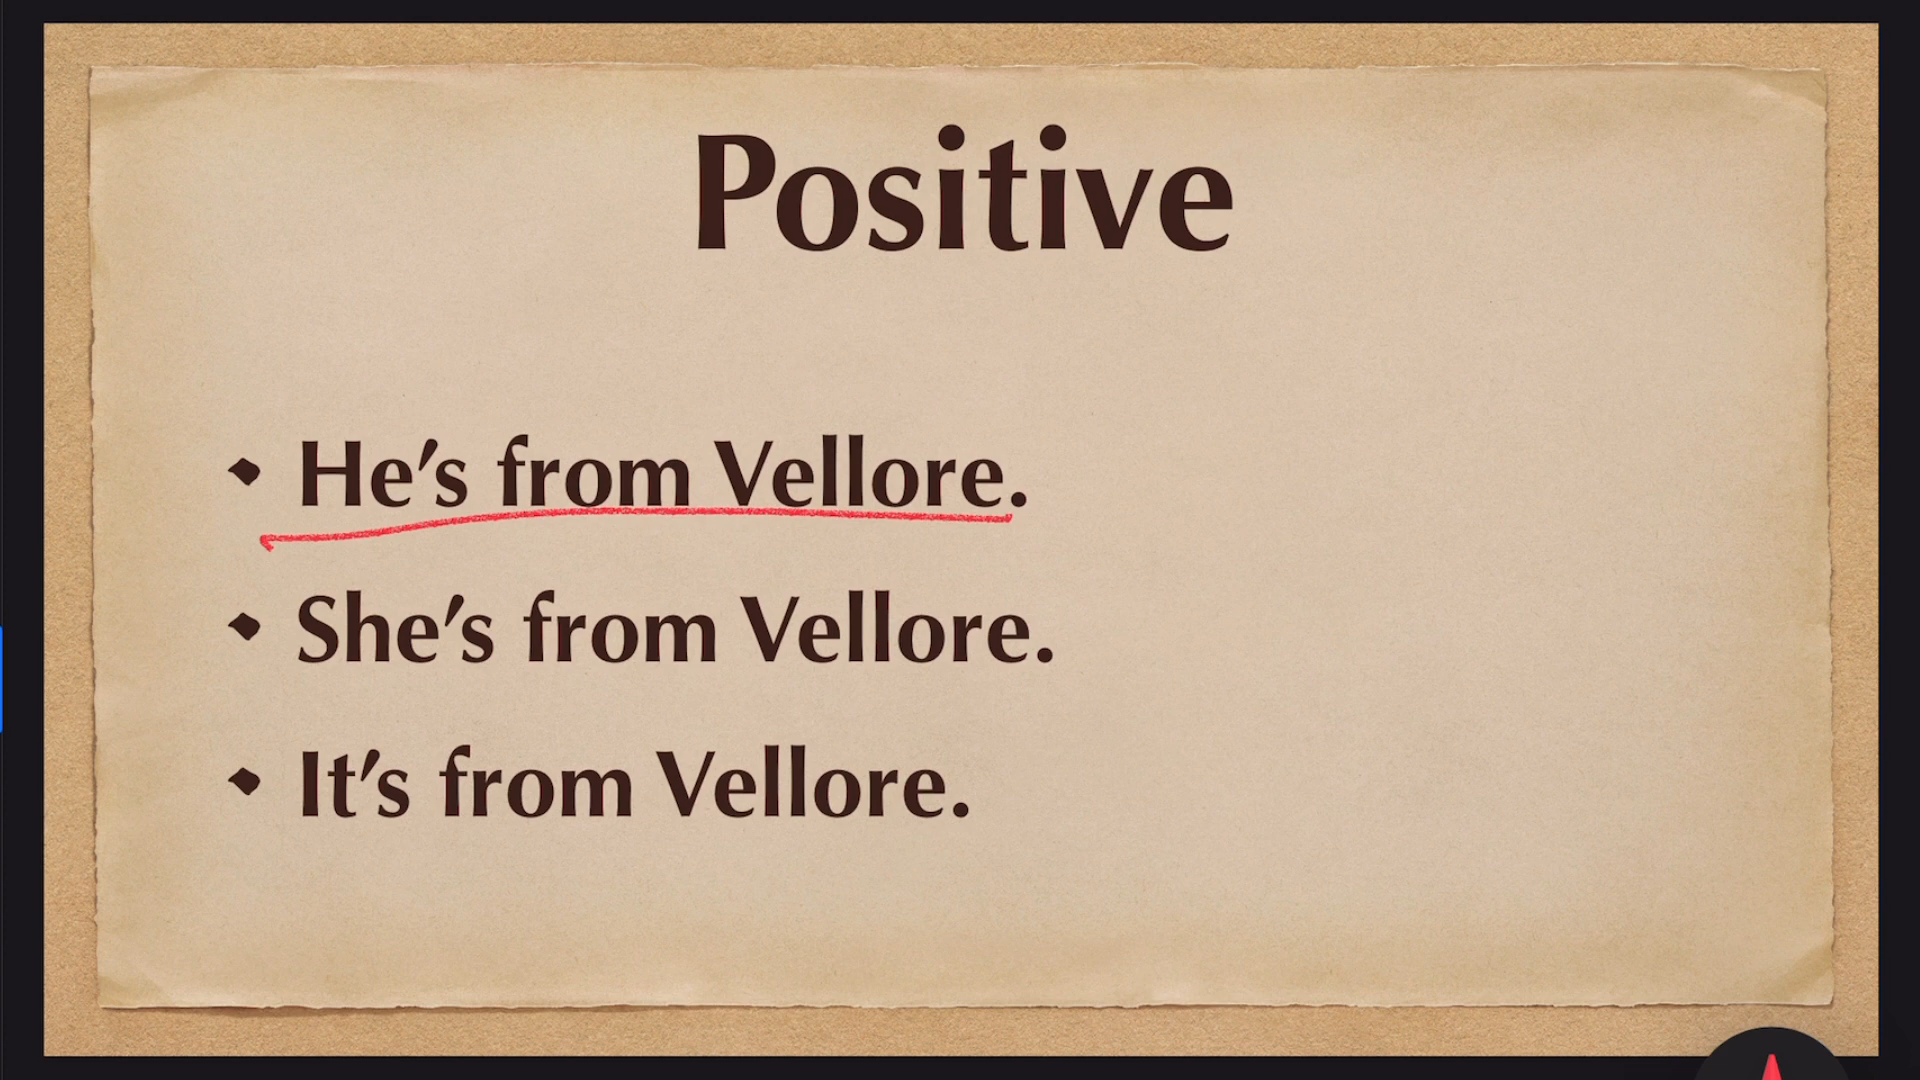 Positive
• He's from Vellore.
• She's from Vellore.
• It's from Vellore.